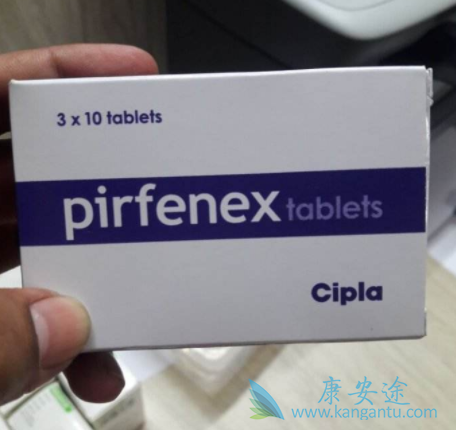 3 x 10 tablets
pirfenex tablets
Cipla
康安途
www.kangantu.com